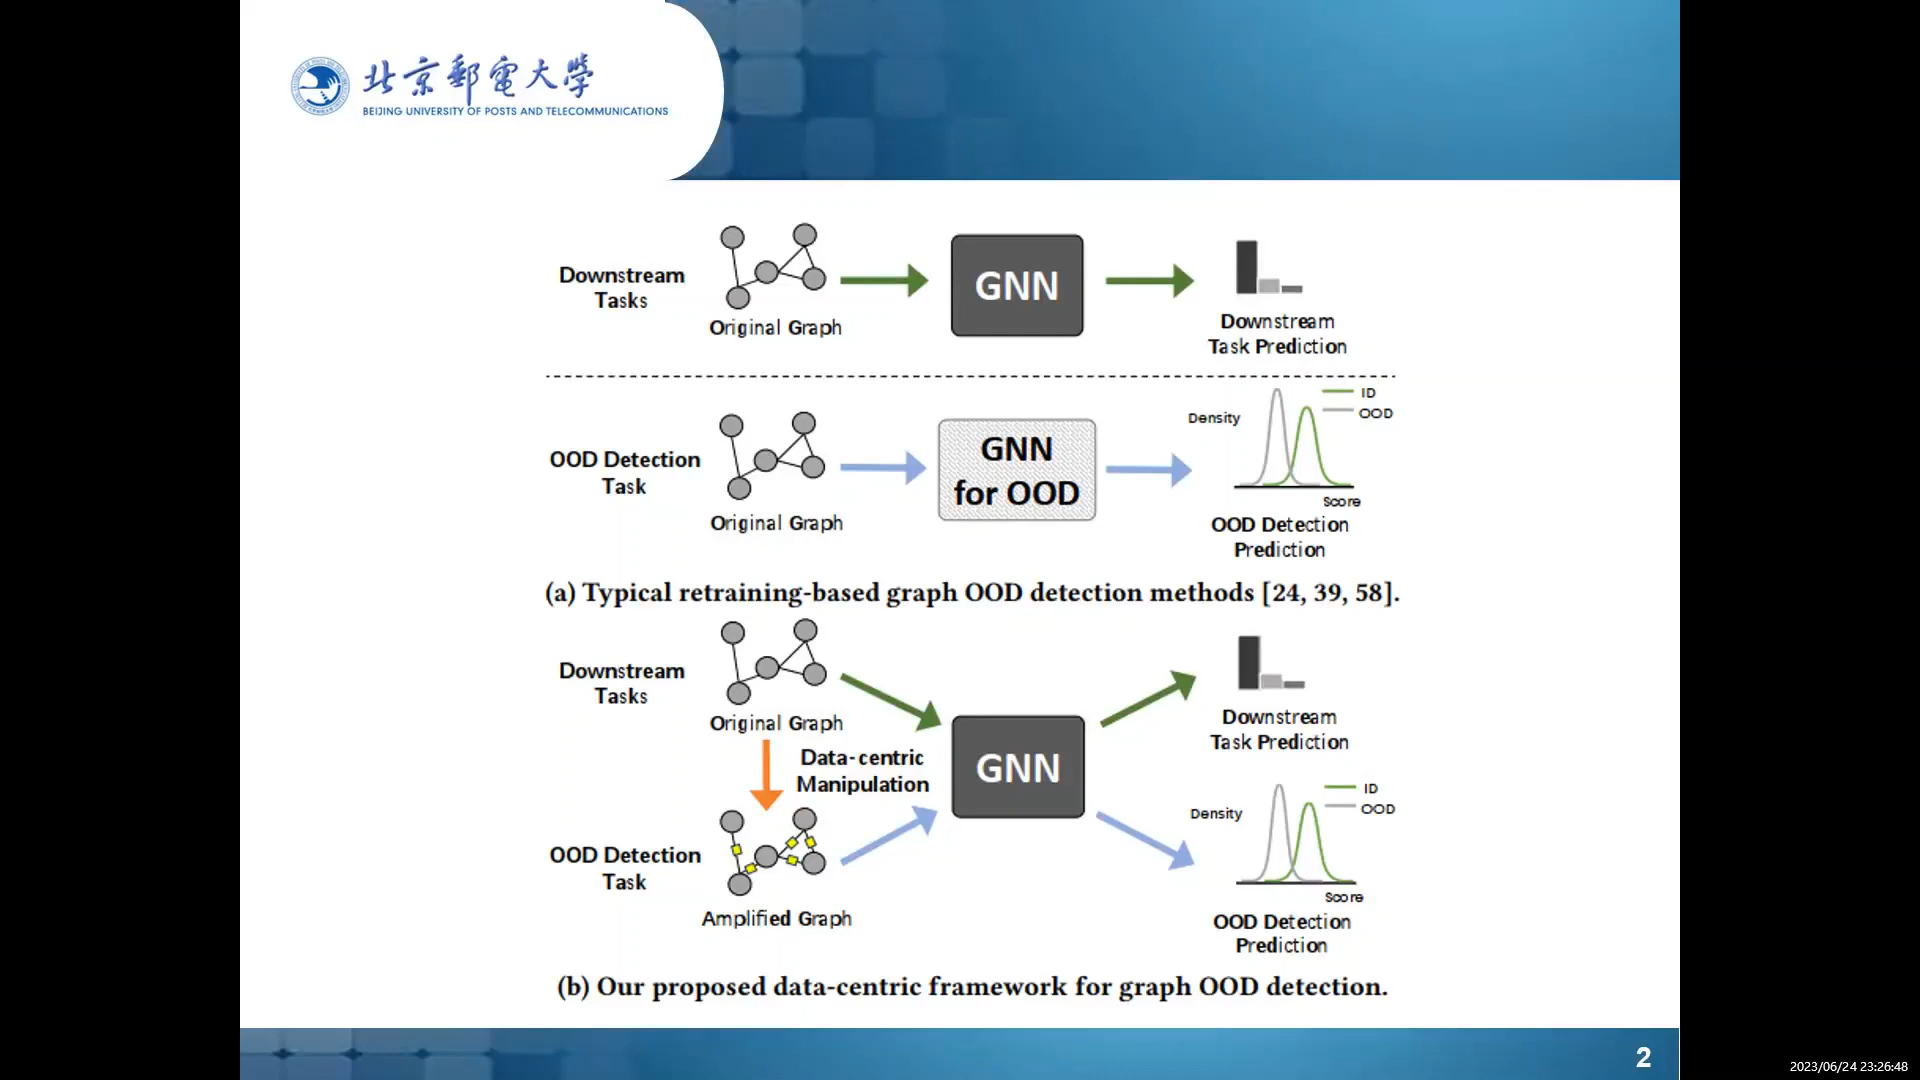 北京郵電大學
BEIJING UNIVERSITY OF POSTS AND TELECOMMUNICATIONS
Downstream
Tasks
Original Graph
GNN
Downstream
Task Prediction
OOD Detection
Task
Original Graph
GNN
for OOD
Density
ID
OOD
Score
OOD Detection
Prediction
(a) Typical retraining-based graph OOD detection methods [24, 39, 58].
Downstream
Tasks
Original Graph
Data-centric
Manipulation
GNN
Downstream
Task Prediction
OOD Detection
Task
Amplified Graph
Density
ID
OOD
Score
OOD Detection
Prediction
(b) Our proposed data-centric framework for graph OOD detection.
2
2023/06/24 23:26:48